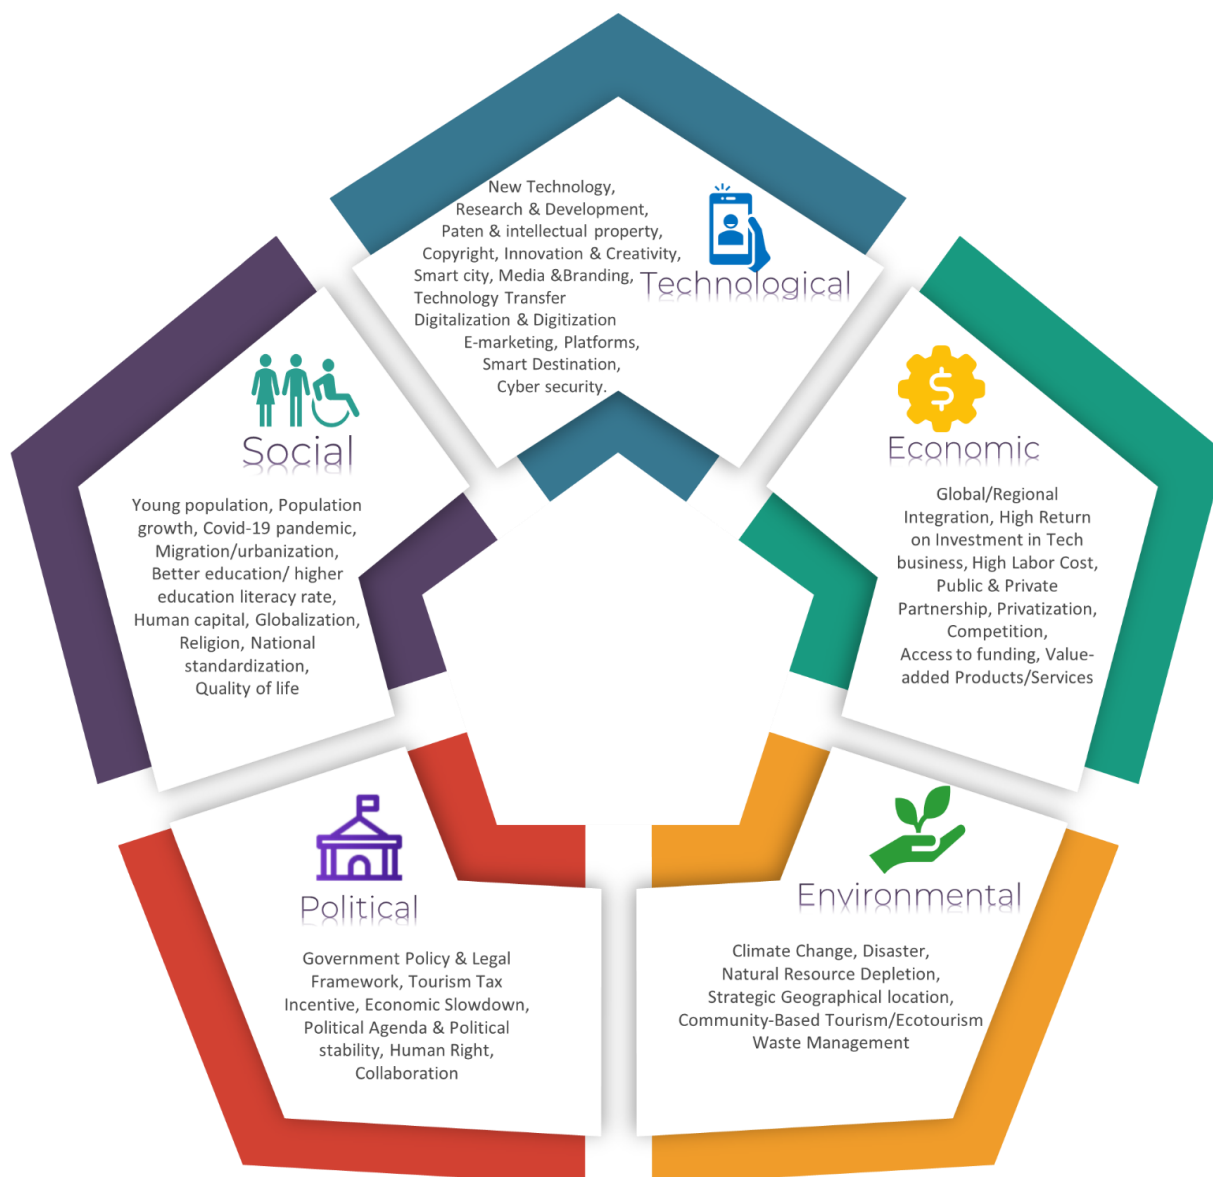 New Technology,
Research & Development,
Paten & intellectual property,
Copyright, Innovation & Creativity,
Smart city, Media &Branding,
Technology Transfer
Digitalization & Digitization
E-marketing, Platforms,
Smart Destination,
Cyber security.
Technological
Social
Young population, Population
growth, Covid-19 pandemic,
Migration/urbanization,
Better education/ higher
education literacy rate,
Human capital, Globalization,
Religion, National
standardization,
Quality of life
$
Economic
Global/Regional
Integration, High Return
on Investment in Tech
business, High Labor Cost,
Public & Private
Partnership, Privatization,
Competition,
Access to funding, Value-
added Products/Services
Political
Government Policy & Legal
Framework, Tourism Tax
Incentive, Economic Slowdown,
Political Agenda & Political
stability, Human Right,
Collaboration
Environmental
Climate Change, Disaster,
Natural Resource Depletion,
Strategic Geographical location,
Community-Based Tourism/Ecotourism
Waste Management